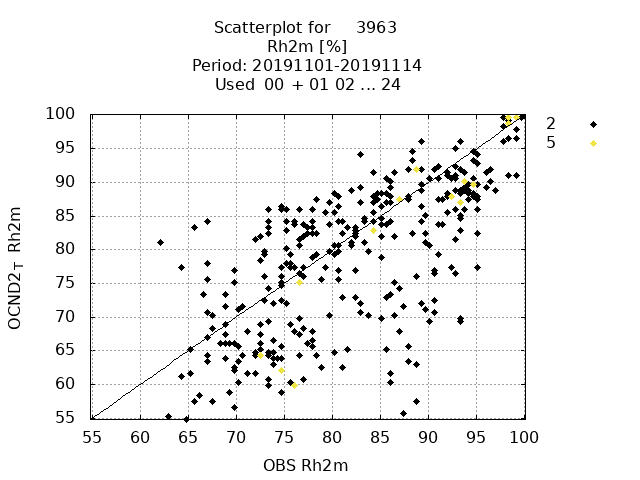 Scatterplot for 3963
Rh2m [%]
Period: 20191101-20191114
Used 00 + 01 02 ... 24
2
5
100
95
90
85
80
75
70
65
60
55
OCND2T Rh2m
55 60 65 70 75 80 85 90 95 100
OBS Rh2m